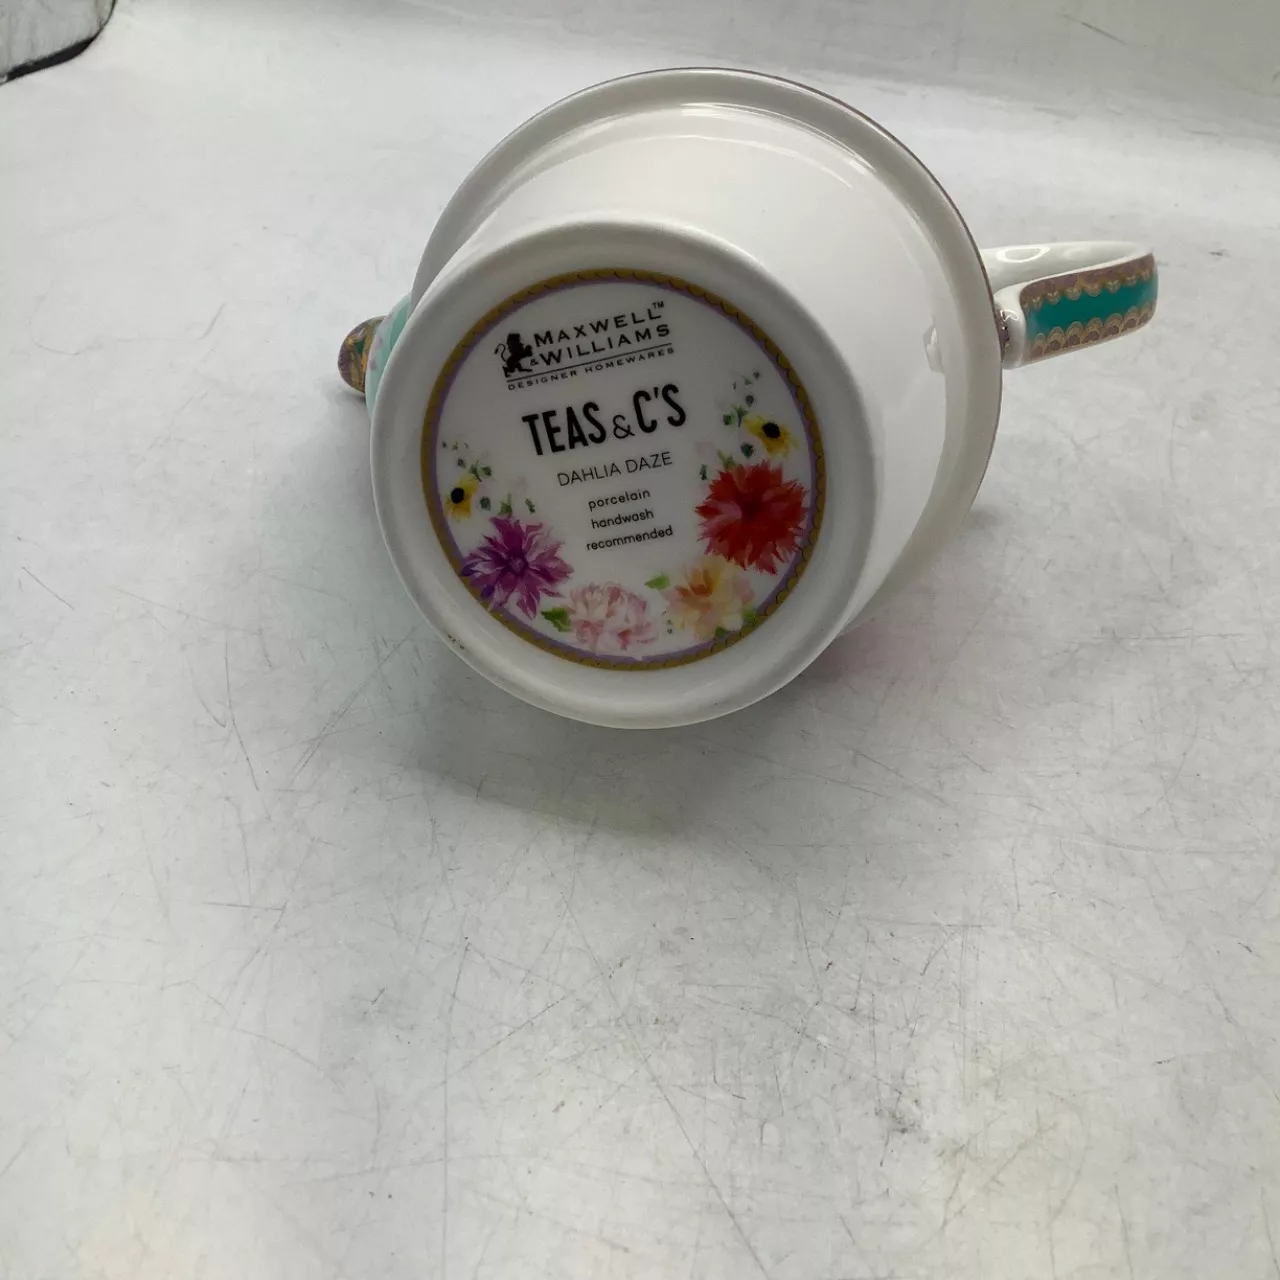 MAXWELL™
& WILLIAMS
DESIGNER HOMEWARES
TEAS & C'S
DAHLIA DAZE
porcelain
handwash
recommended